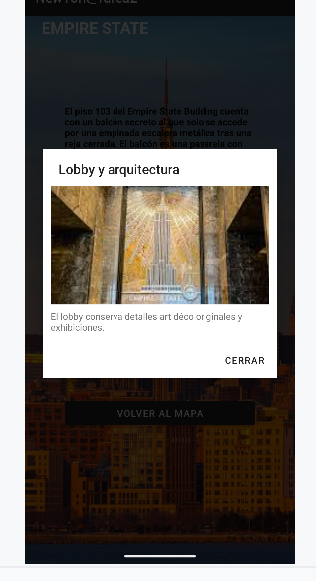 EMPIRE STATE
El piso 103 del Empire State Building cuenta
con un balcón secreto al que solo se accede
por una empinada escalera metálica tras una
reja cerrada. El balcón es una pasarela con
Lobby y arquitectura
EMPIRE STATE
El lobby conserva detalles art déco originales y
exhibiciones.
CERRAR
VOLVER AL MAPA